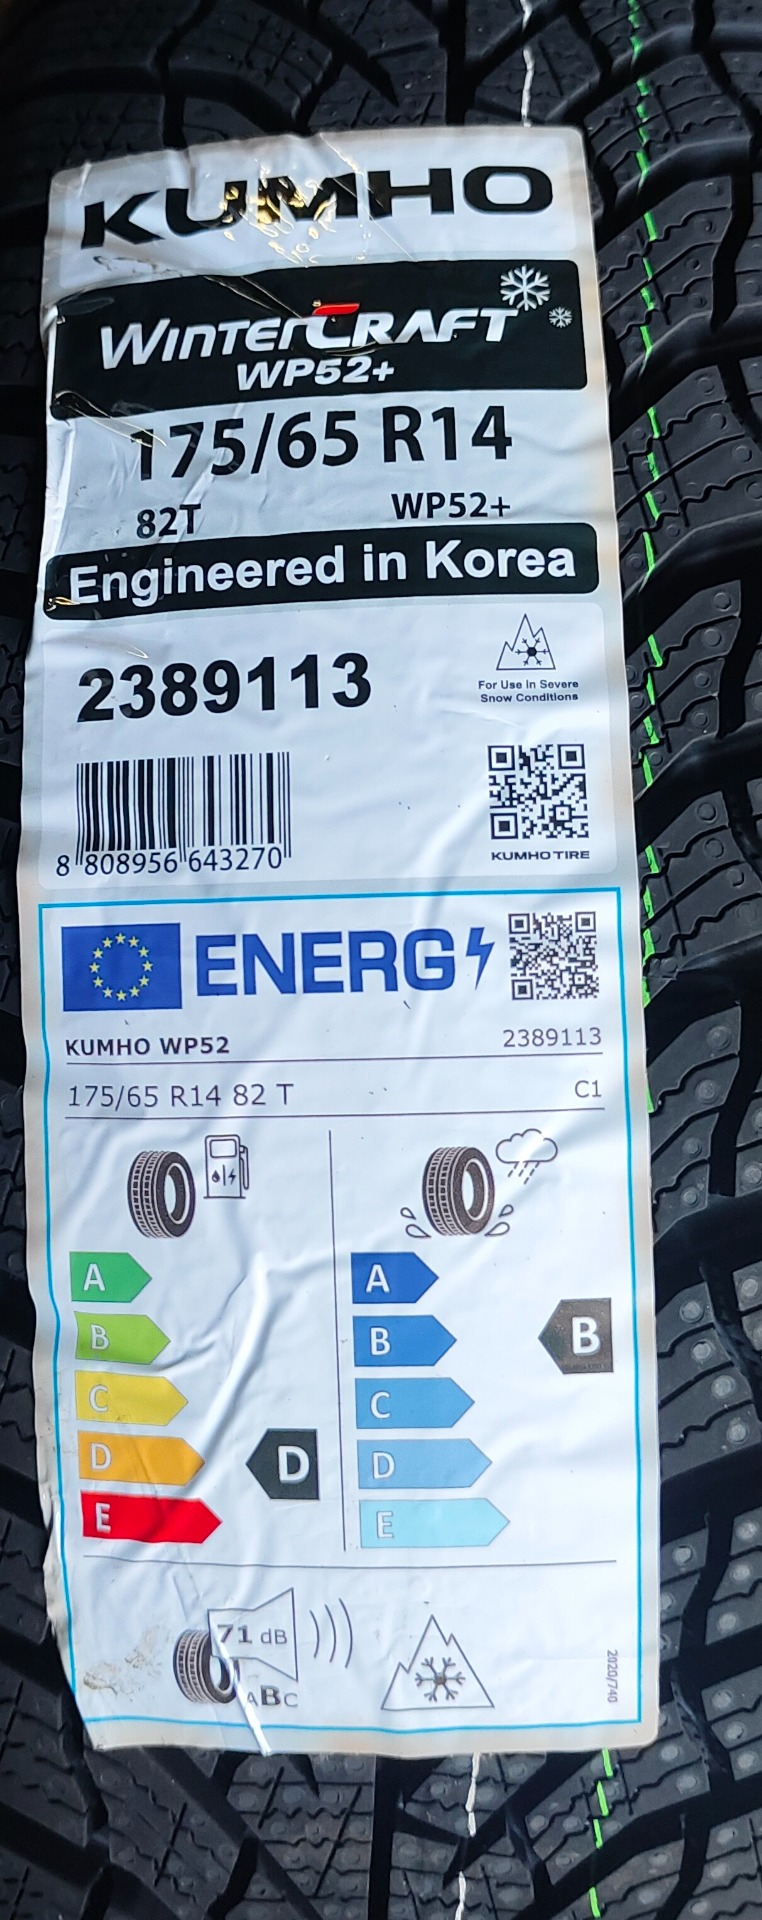 KUMHO
WINTERCRAFT
WP52+
175/65 R14
82T WP52+
Engineered in Korea
2389113
For Use In Severe
Snow Conditions
8 808956 643270
KUMHO TIRE
ENERG
KUMHO WP52 2389113
175/65 R14 82 T C1
A A
B B B
C C
D D D
E E
71 dB
ABC
2020/740